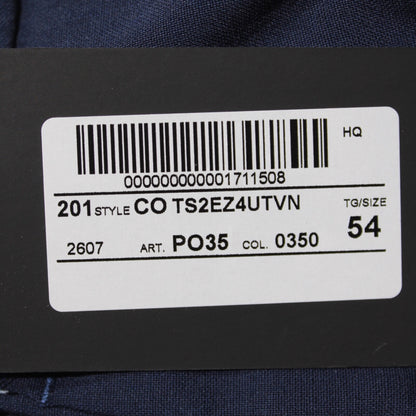 HQ
000000000001711508
201 STYLE CO TS2EZ4UTVN TG/SIZE
2607 ART. PO35 COL. 0350 54